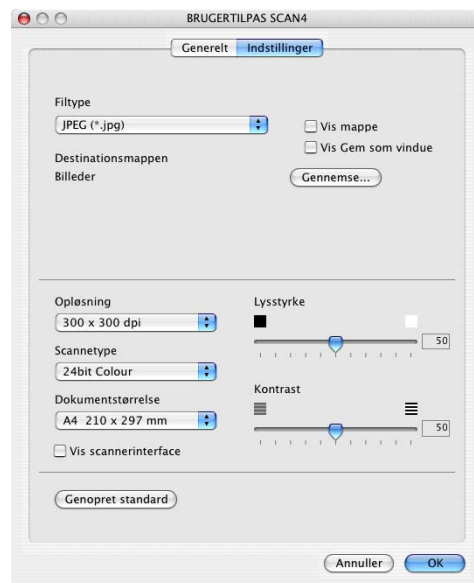 BRUGERTILPAS SCAN4
Generelt Indstillinger
Filtype
JPEG (*.jpg)
Vis mappe
Vis Gem som vindue
Destinationsmappen
Billeder
Gennemse...
Opløsning
300 x 300 dpi
Scannetype
24bit Colour
Dokumentstørrelse
A4 210 x 297 mm
Vis scannerinterface
Lysstyrke
50
Kontrast
50
Genopret standard
Annuller OK